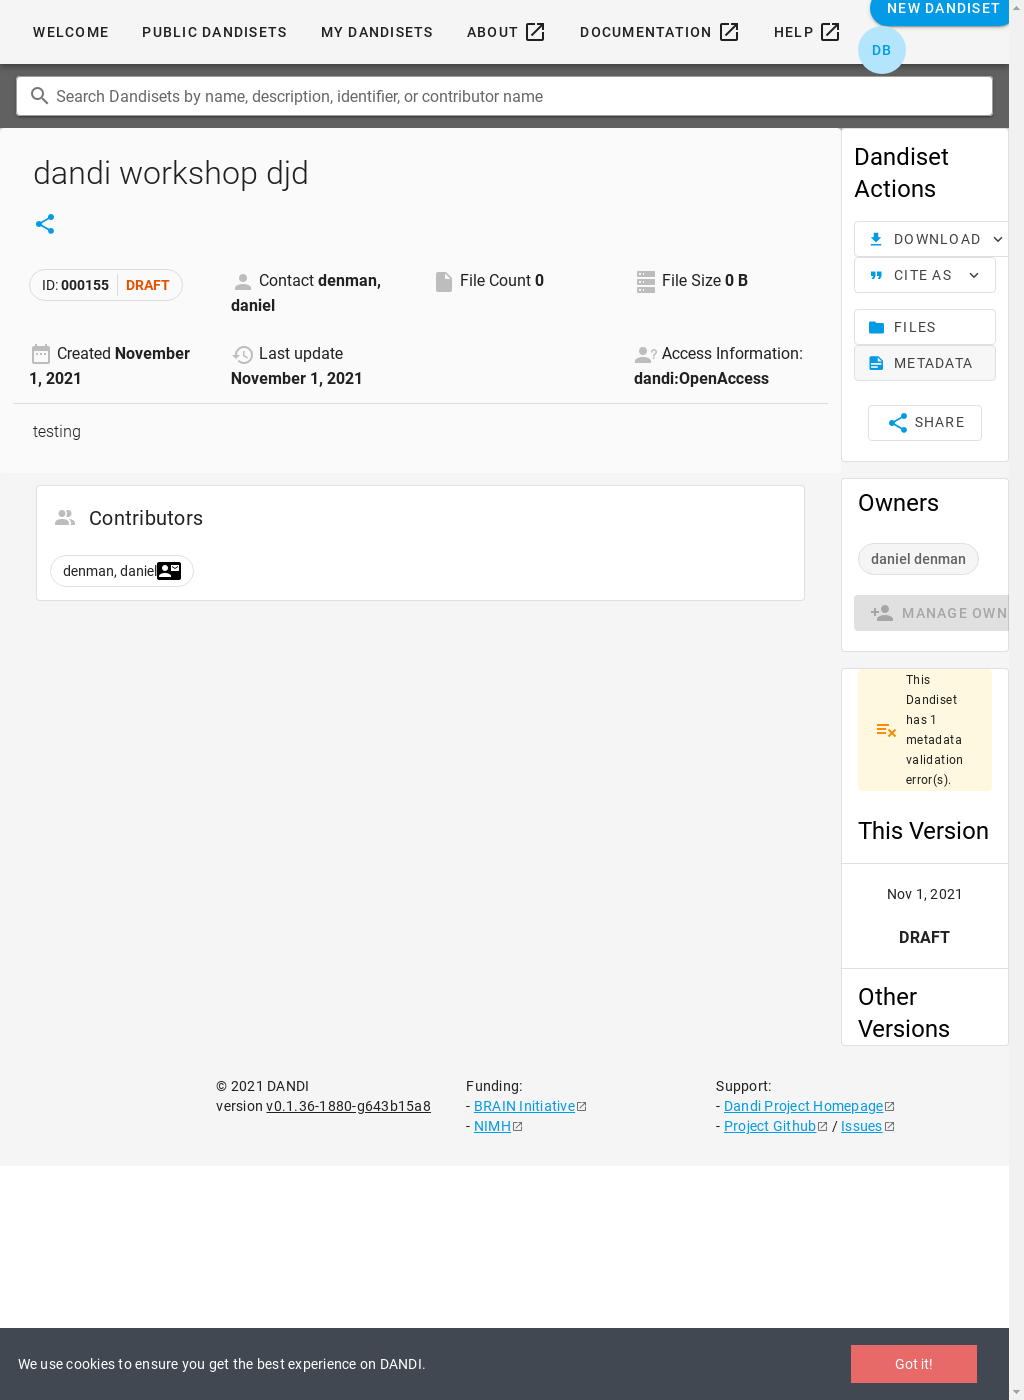 WELCOME PUBLIC DANDISETS MY DANDISETS ABOUT DOCUMENTATION HELP NEW DANDISET
DB
Search Dandisets by name, description, identifier, or contributor name
dandi workshop djd
ID: 000155 DRAFT
Contact denman,
daniel
File Count 0
File Size 0 B
Created November
1, 2021
Last update
November 1, 2021
Access Information:
dandi:OpenAccess
testing
Contributors
denman, daniel
Dandiset
Actions
DOWNLOAD
CITE AS
FILES
METADATA
SHARE
Owners
daniel denman
MANAGE OWN
This
Dandiset
has 1
metadata
validation
error(s).
This Version
Nov 1, 2021
DRAFT
Other
Versions
© 2021 DANDI
version v0.1.36-1880-g643b15a8
Funding:
- BRAIN Initiative
- NIMH
Support:
- Dandi Project Homepage
- Project Github / Issues
We use cookies to ensure you get the best experience on DANDI.
Got it!